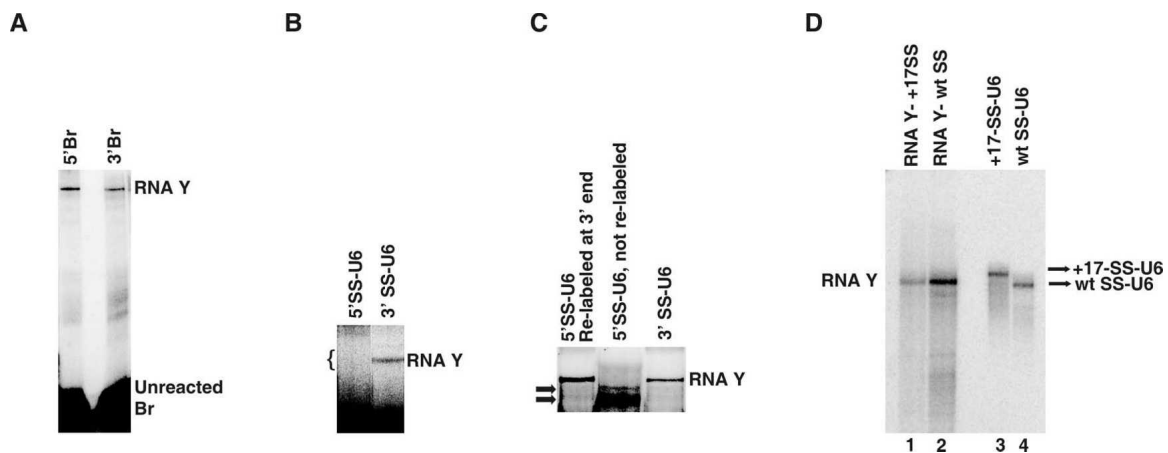 A
5'Br
3'Br
RNA Y
Unreacted
Br
B
5'SS-U6
3' SS-U6
{
RNA Y
C
5'SS-U6
Re-labeled at 3' end
5'SS-U6, not re-labeled
3' SS-U6
RNA Y
D
RNA Y- +17SS
RNA Y- wt SS
+17-SS-U6
wt SS-U6
RNA Y
+17-SS-U6
wt SS-U6
1 2 3 4